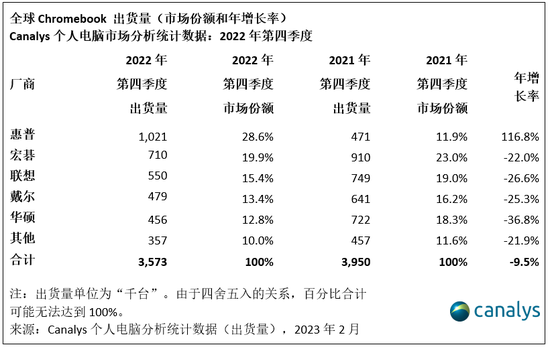 全球Chromebook 出货量（市场份额和年增长率）
Canalys 个人电脑市场分析统计数据：2022 年第四季度
厂商 2022 年第四季度出货量 2022 年第四季度市场份额 2021 年第四季度出货量 2021 年第四季度市场份额 年增长率
惠普 1,021 28.6% 471 11.9% 116.8%
宏碁 710 19.9% 910 23.0% -22.0%
联想 550 15.4% 749 19.0% -26.6%
戴尔 479 13.4% 641 16.2% -25.3%
华硕 456 12.8% 722 18.3% -36.8%
其他 357 10.0% 457 11.6% -21.9%
合计 3,573 100% 3,950 100% -9.5%
注：出货量单位为“千台”。由于四舍五入的关系，百分比合计
可能无法达到 100%。
来源：Canalys 个人电脑分析统计数据（出货量），2023 年 2 月
canalys